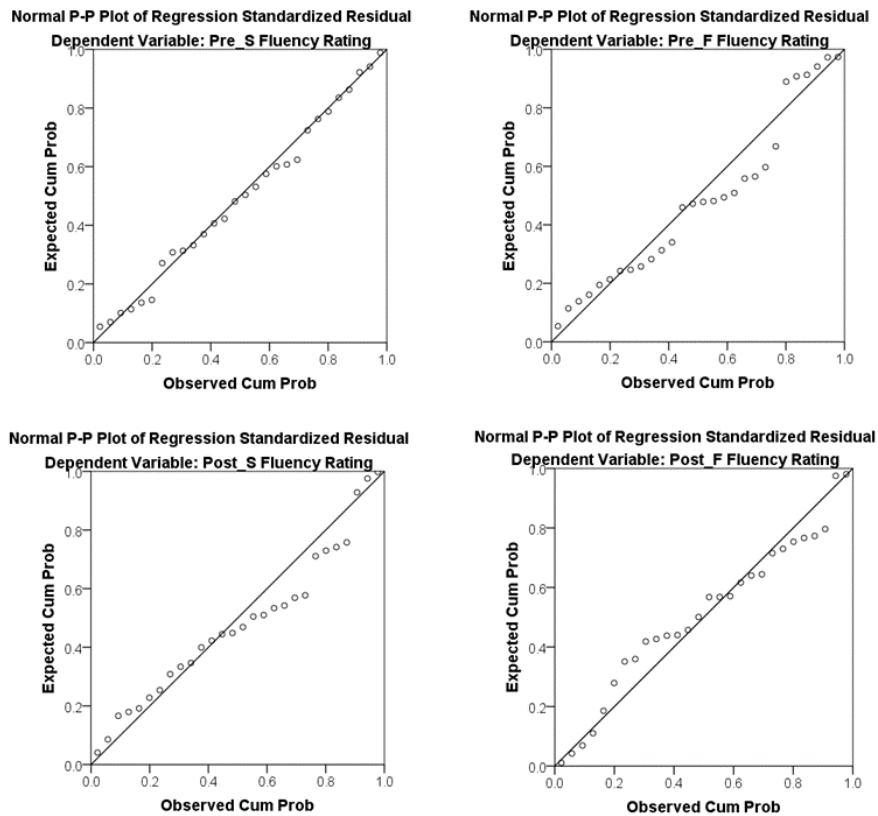 Normal P-P Plot of Regression Standardized Residual
Dependent Variable: Pre_S Fluency Rating
1.0
0.8
0.6
0.4
0.2
0.0
Expected Cum Prob
0.0 0.2 0.4 0.6 0.8 1.0
Observed Cum Prob
Normal P-P Plot of Regression Standardized Residual
Dependent Variable: Pre_F Fluency Rating
1.0
0.8
0.6
0.4
0.2
0.0
Expected Cum Prob
0.0 0.2 0.4 0.6 0.8 1.0
Observed Cum Prob
Normal P-P Plot of Regression Standardized Residual
Dependent Variable: Post_S Fluency Rating
1.0
0.8
0.6
0.4
0.2
0.0
Expected Cum Prob
0.0 0.2 0.4 0.6 0.8 1.0
Observed Cum Prob
Normal P-P Plot of Regression Standardized Residual
Dependent Variable: Post_F Fluency Rating
1.0
0.8
0.6
0.4
0.2
0.0
Expected Cum Prob
0.0 0.2 0.4 0.6 0.8 1.0
Observed Cum Prob